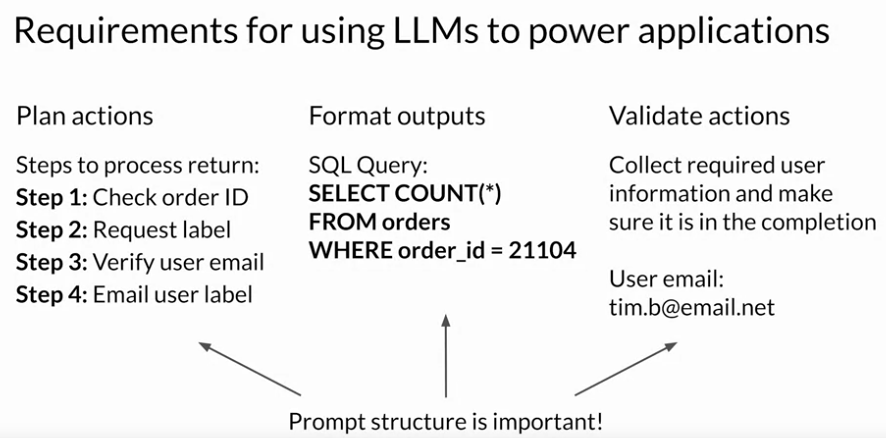 Requirements for using LLMs to power applications
Plan actions
Steps to process return:
Step 1: Check order ID
Step 2: Request label
Step 3: Verify user email
Step 4: Email user label
Format outputs
SQL Query:
SELECT COUNT(*)
FROM orders
WHERE order_id = 21104
Validate actions
Collect required user
information and make
sure it is in the completion
User email:
tim.b@email.net
Prompt structure is important!